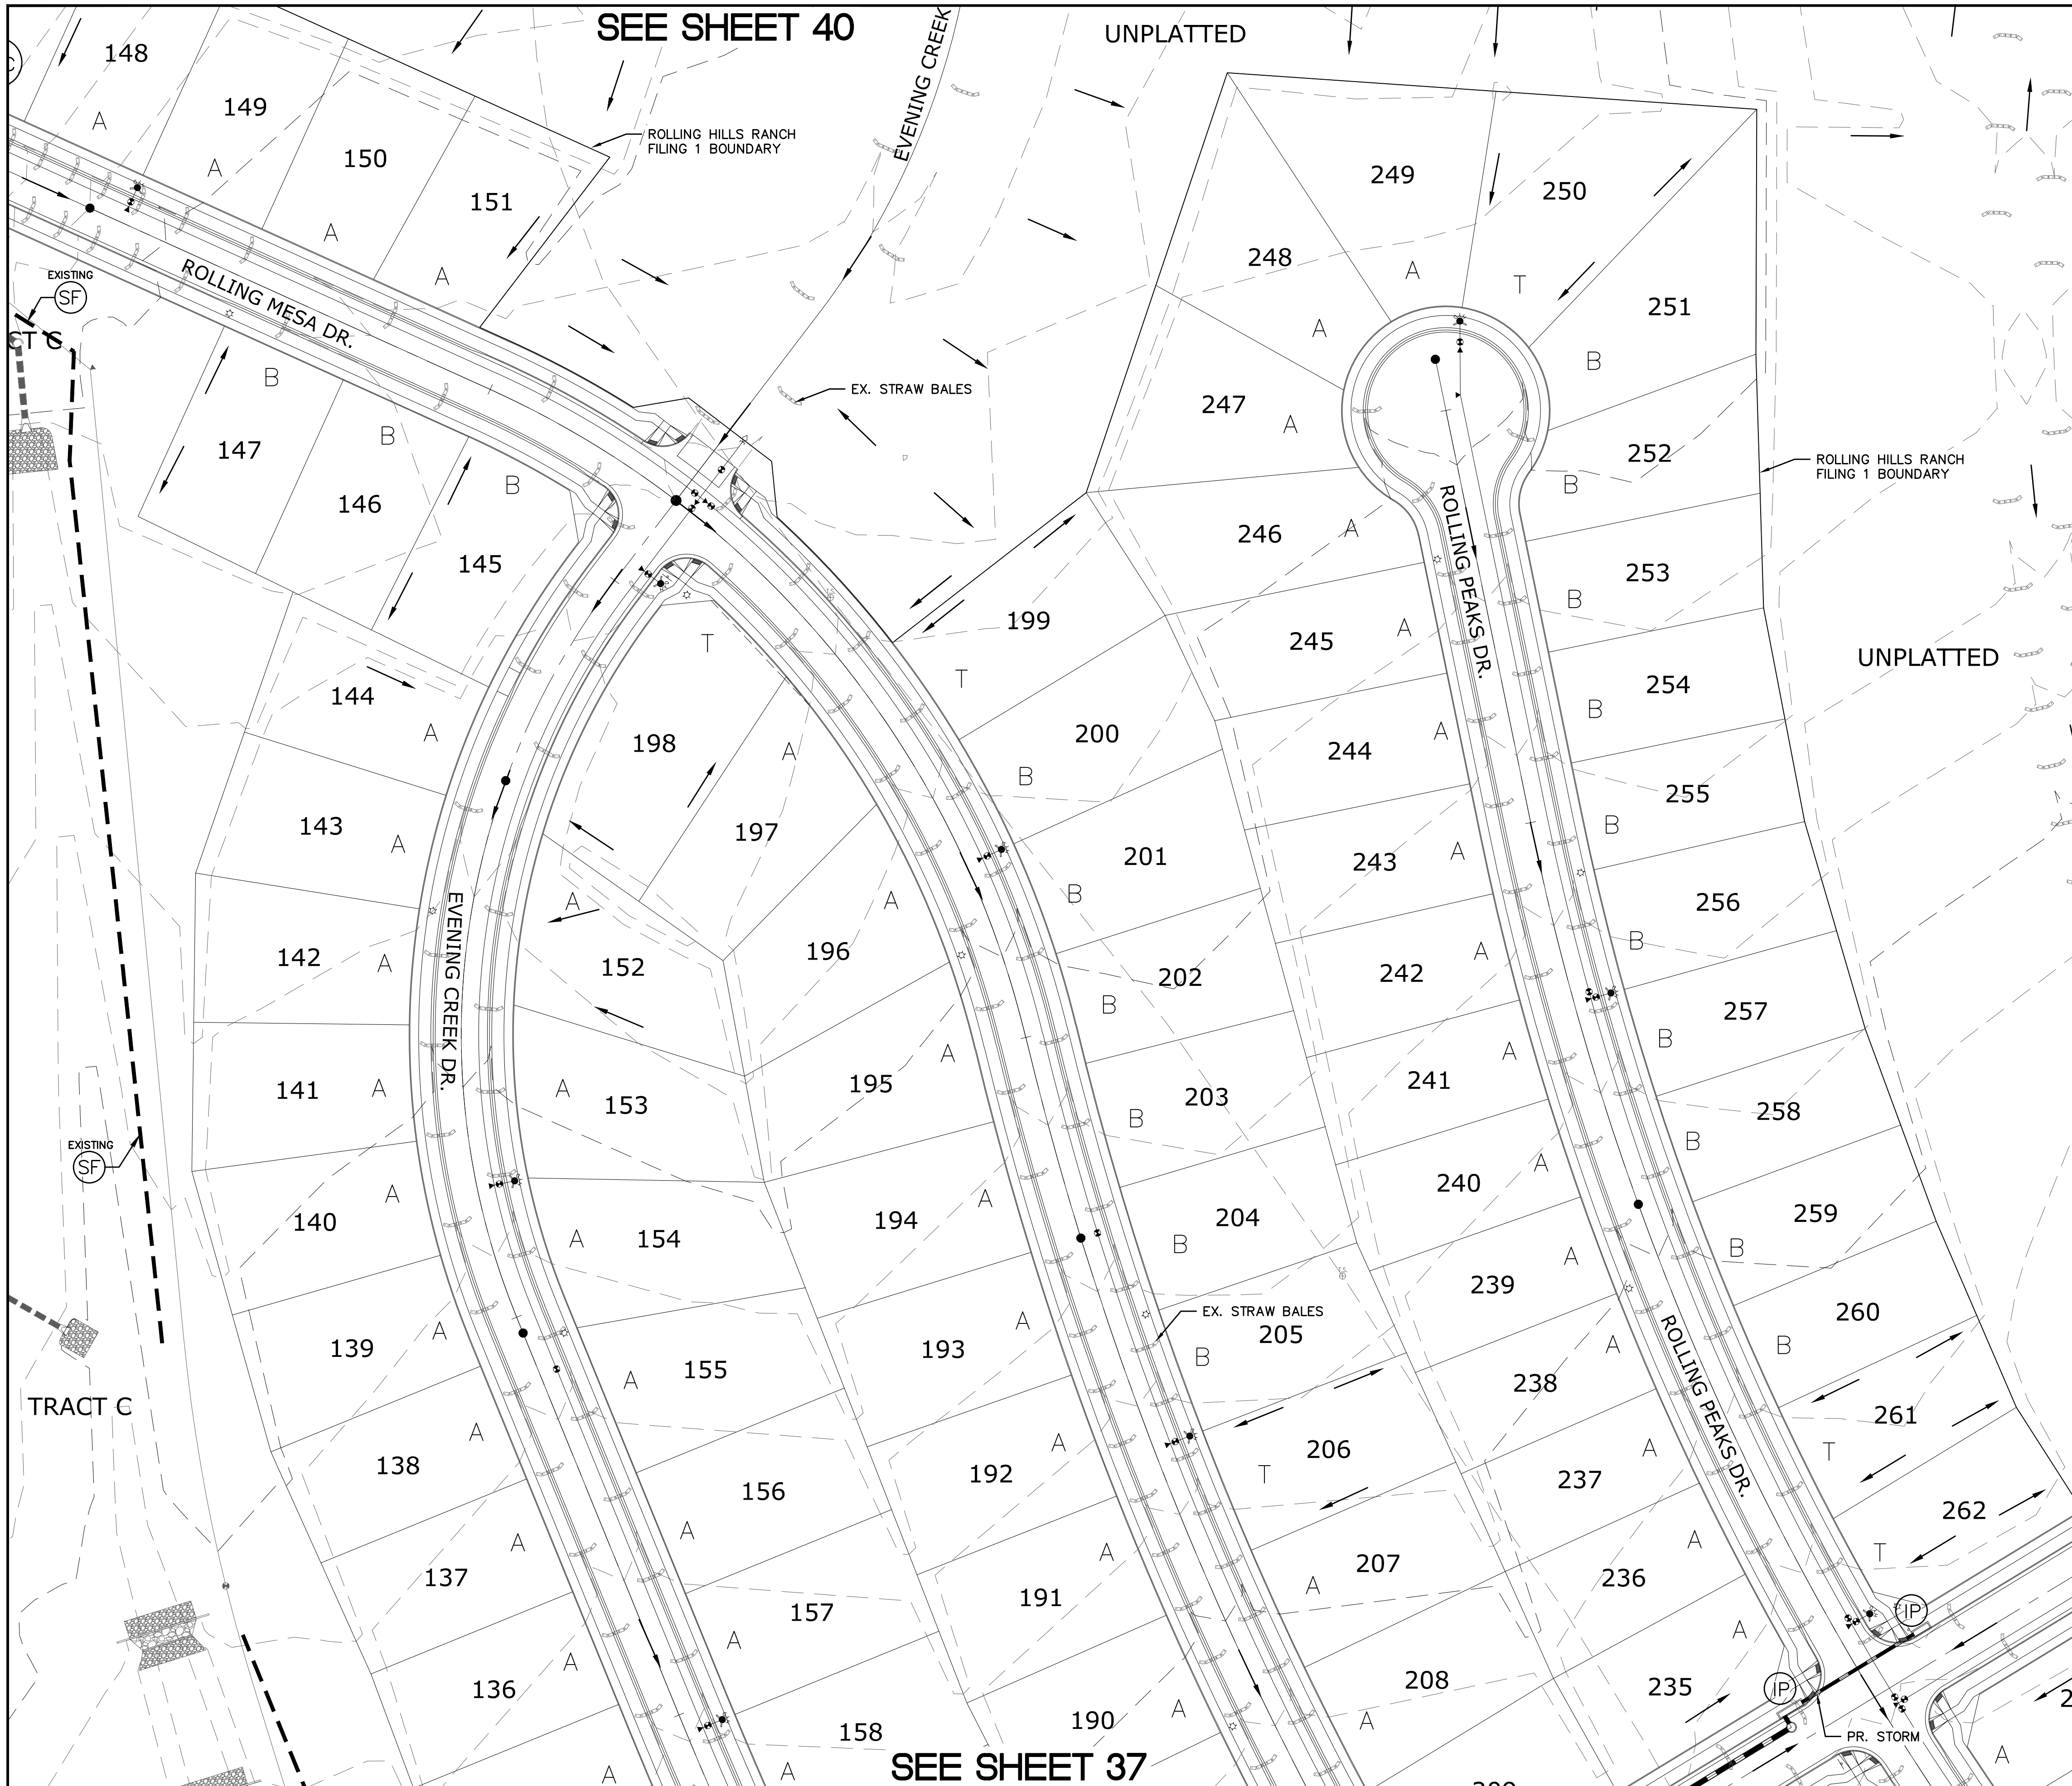 SEE SHEET 40
UNPLATTED
EVENING CREEK
148
149
150
151
A
A
A
A
ROLLING HILLS RANCH
FILING 1 BOUNDARY
EXISTING
SF
CT C
ROLLING MESA DR.
EX. STRAW BALES
147
146
145
B
B
B
249
250
248
251
247
252
246
253
245
254
244
255
243
256
242
257
241
258
240
259
239
260
238
261
237
262
236
235
A
T
A
B
A
B
A
B
A
B
A
B
A
B
A
B
A
B
A
B
A
B
A
B
A
T
A
T
A
A
ROLLING PEAKS DR.
ROLLING HILLS RANCH
FILING 1 BOUNDARY
UNPLATTED
199
200
201
202
203
204
205
206
207
208
T
B
B
B
B
B
B
T
A
A
144
143
142
141
140
139
138
137
136
A
A
A
A
A
A
A
A
A
A
EVENING CREEK DR.
198
197
196
195
194
193
192
191
190
T
A
A
A
A
A
A
A
A
152
153
154
155
156
157
158
A
A
A
A
A
A
A
EXISTING
SF
TRACT C
EX. STRAW BALES
ROLLING PEAKS DR.
IP
IP
PR. STORM
A
SEE SHEET 37